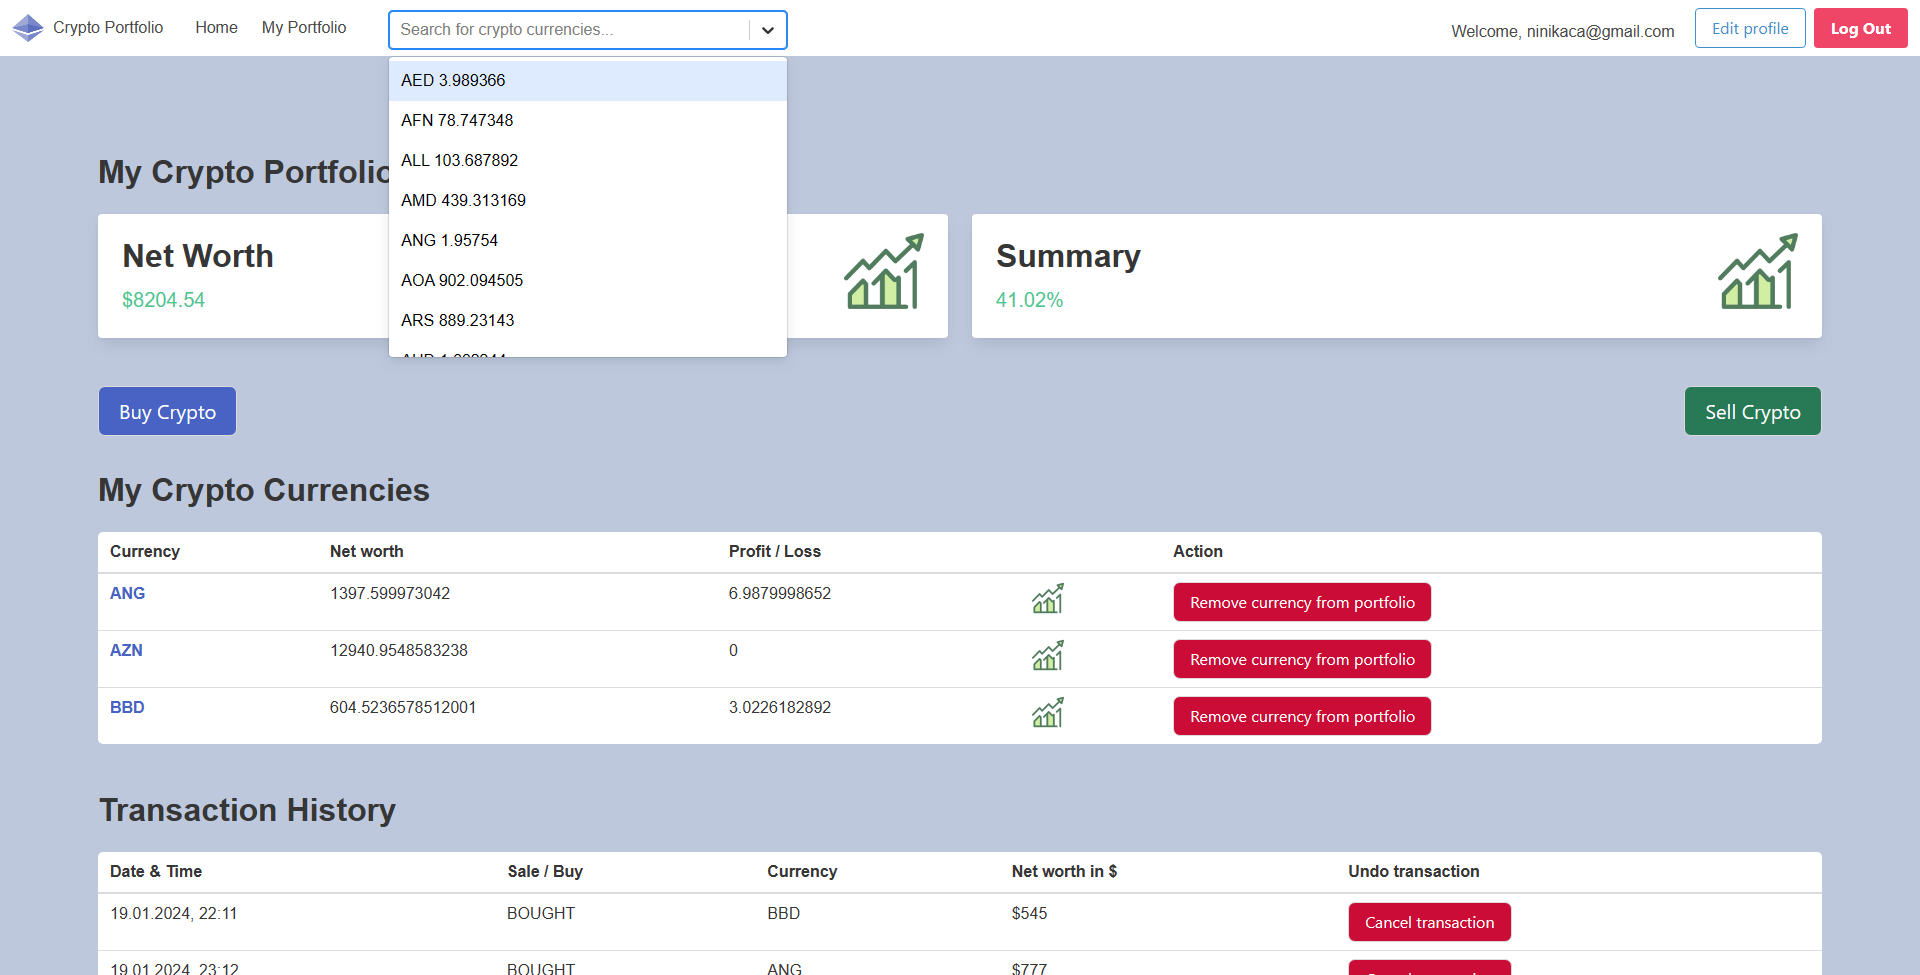 Crypto Portfolio Home My Portfolio Search for crypto currencies... Welcome, ninikaca@gmail.com Edit profile Log Out
AED 3.989366
AFN 78.747348
ALL 103.687892
AMD 439.313169
ANG 1.95754
AOA 902.094505
ARS 889.23143
My Crypto Portfolio
Net Worth
$8204.54
Summary
41.02%
Buy Crypto
Sell Crypto
My Crypto Currencies
Currency Net worth Profit / Loss Action
ANG 1397.599973042 6.9879998652 Remove currency from portfolio
AZN 12940.9548583238 0 Remove currency from portfolio
BBD 604.5236578512001 3.0226182892 Remove currency from portfolio
Transaction History
Date & Time Sale / Buy Currency Net worth in $ Undo transaction
19.01.2024, 22:11 BOUGHT BBD $545 Cancel transaction
19.01.2024, 23:12 BOUGHT ANG $777